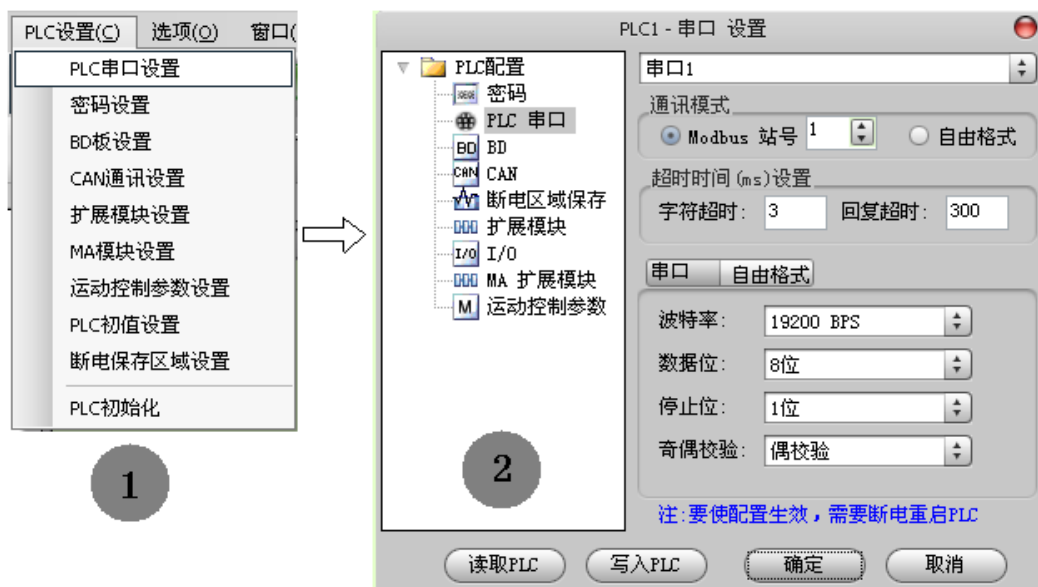 PLC设置(C) 选项(O) 窗口(
PLC串口设置
密码设置
BD板设置
CAN通讯设置
扩展模块设置
MA模块设置
运动控制参数设置
PLC初值设置
断电保存区域设置
PLC初始化
1
PLC1 - 串口 设置
PLC配置
密码
PLC 串口
BD BD
CAN CAN
断电区域保存
扩展模块
I/O I/O
MA 扩展模块
M 运动控制参数
2
串口1
通讯模式
Modbus 站号 1 自由格式
超时时间(ms)设置
字符超时: 3 回复超时: 300
串口 自由格式
波特率: 19200 BPS
数据位: 8位
停止位: 1位
奇偶校验: 偶校验
注:要使配置生效，需要断电重启PLC
读取PLC 写入PLC 确定 取消